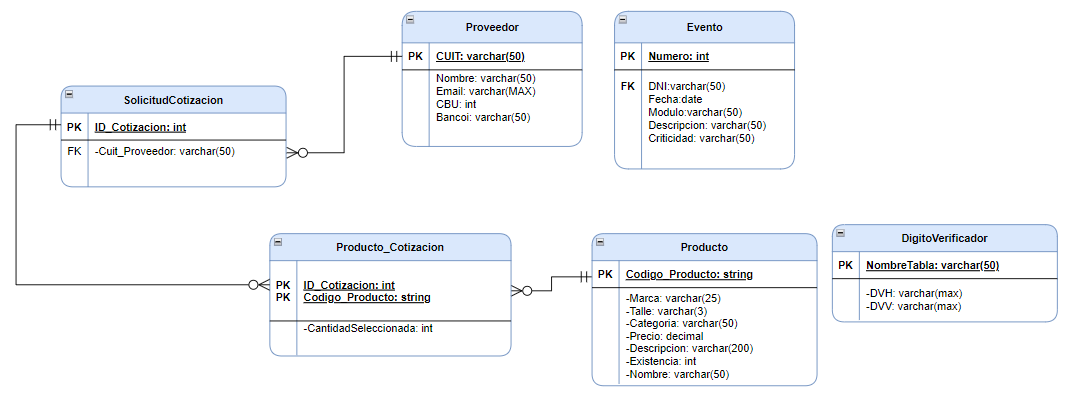 Proveedor
PK CUIT: varchar(50)
Nombre: varchar(50)
Email: varchar(MAX)
CBU: int
Bancoi: varchar(50)
Evento
PK Numero: int
FK DNI:varchar(50)
Fecha:date
Modulo:varchar(50)
Descripcion: varchar(50)
Criticidad: varchar(50)
SolicitudCotizacion
PK ID_Cotizacion: int
FK -Cuit_Proveedor: varchar(50)
Producto_Cotizacion
PK ID_Cotizacion: int
PK Codigo_Producto: string
-CantidadSeleccionada: int
Producto
PK Codigo_Producto: string
-Marca: varchar(25)
-Talle: varchar(3)
-Categoria: varchar(50)
-Precio: decimal
-Descripcion: varchar(200)
-Existencia: int
-Nombre: varchar(50)
DigitoVerificador
PK NombreTabla: varchar(50)
-DVH: varchar(max)
-DVV: varchar(max)